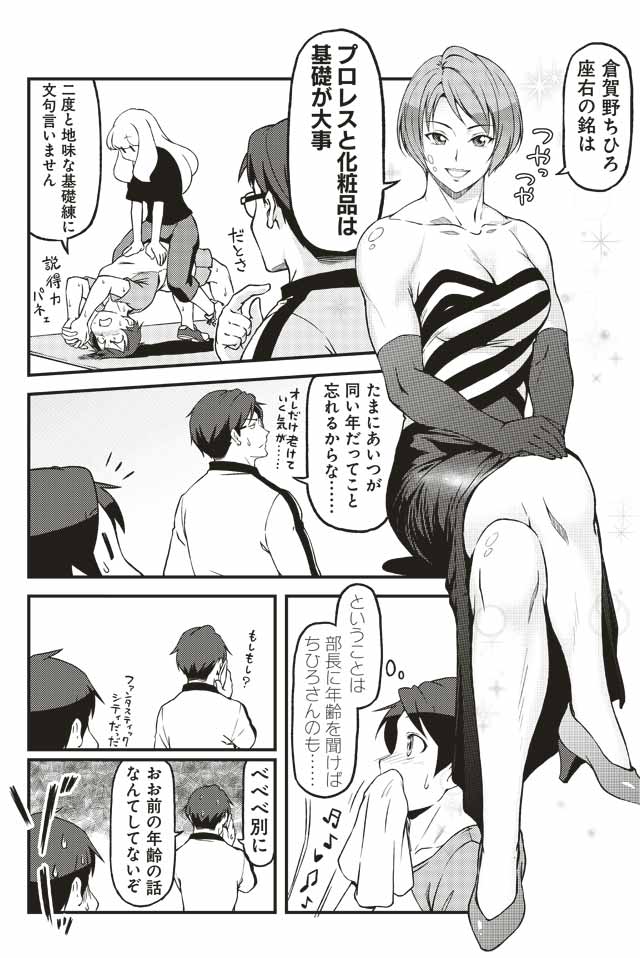 倉賀野ちひろ
座右の銘は
つやっつや
プロレスと化粧品は
基礎が大事
だとさ
二度と地味な基礎練に
文句言いません
説得力
パネェ
たまにあいつが
同い年だってこと
忘れるからな……
オレだけ老けて
いく気が……
ということは
部長に年齢を聞けば
ちひろさんのも……
もしもし？
ファンタスティック
シティだ…だ
べべべ別に
おお前の年齢の話
なんてしてないぞ